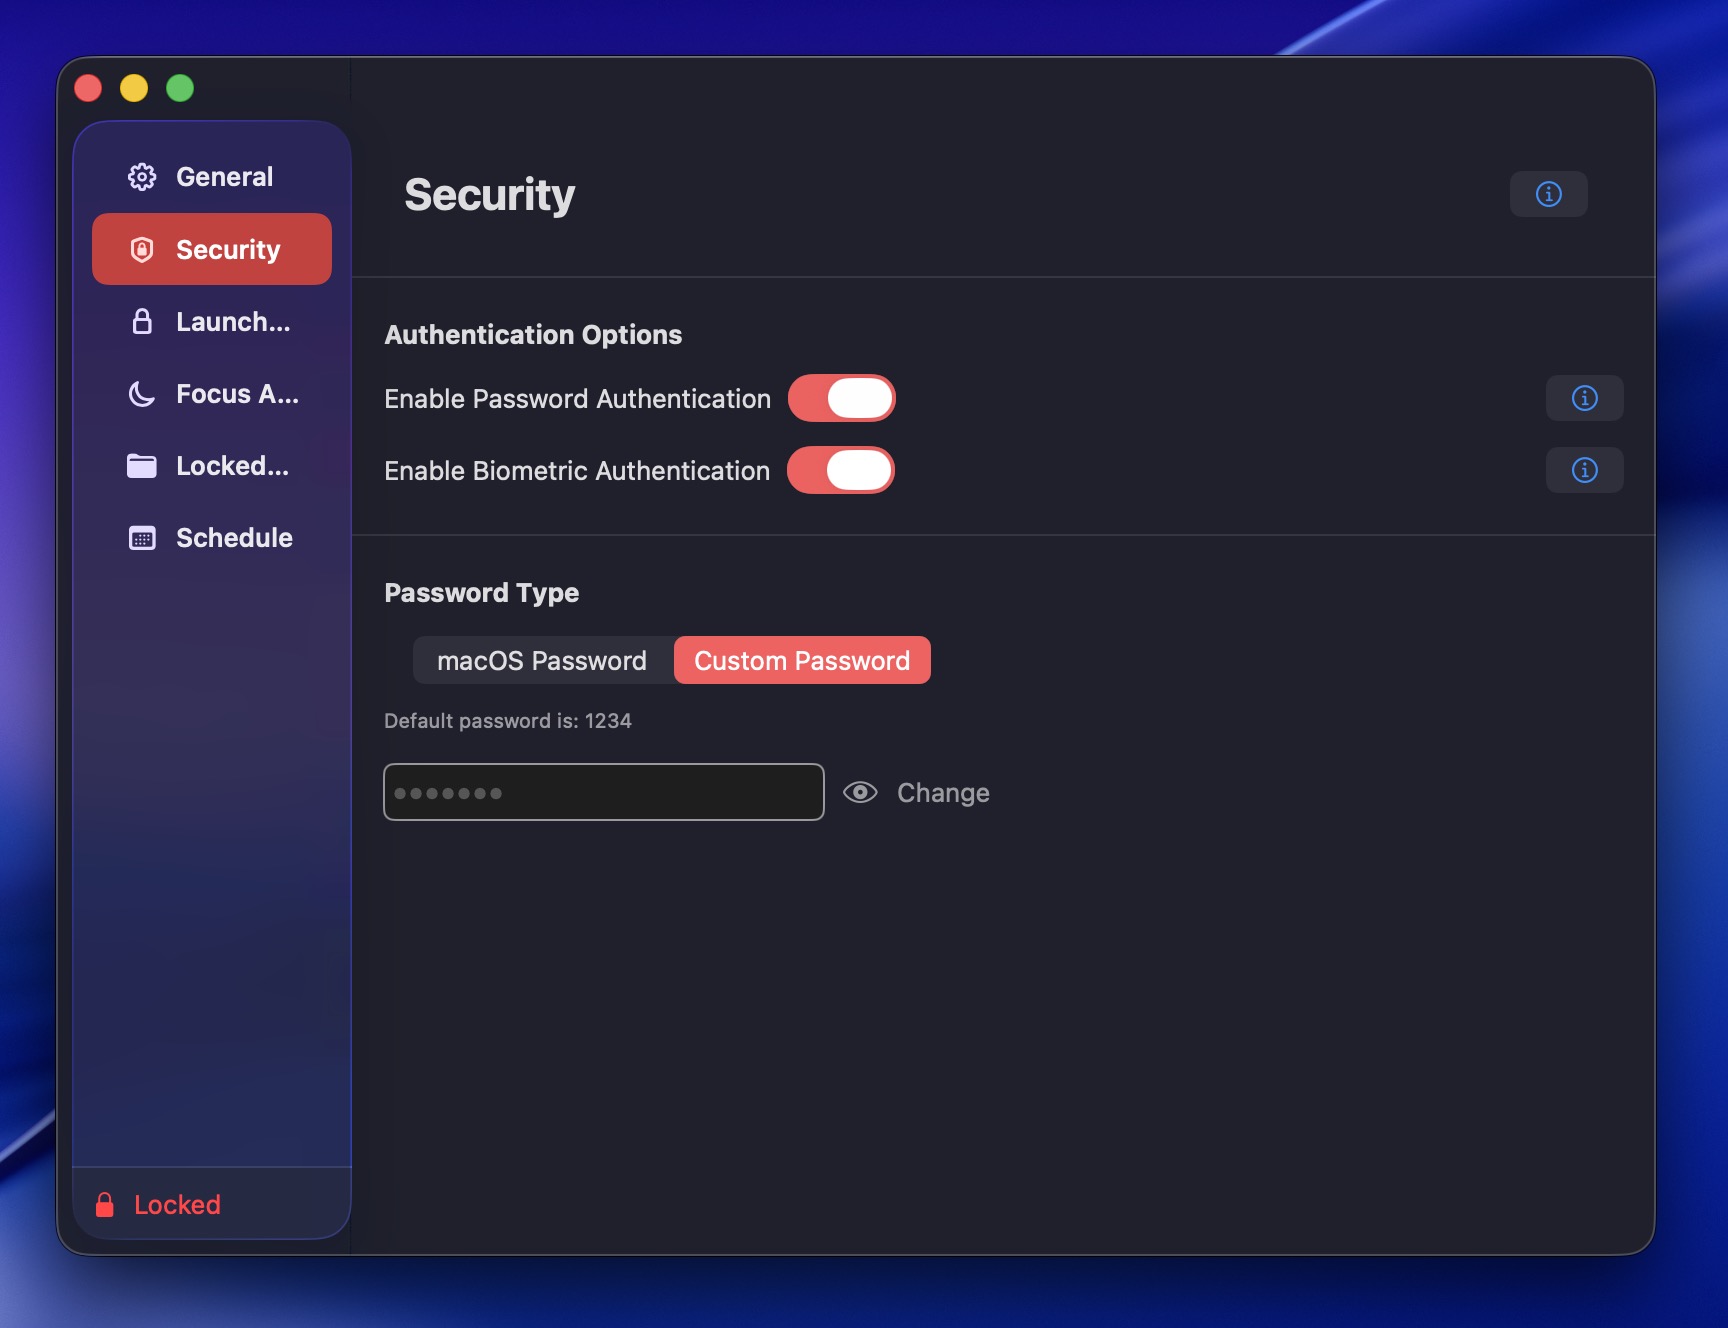 General
Security
Launch...
Focus A...
Locked...
Schedule
Locked
Security
Authentication Options
Enable Password Authentication
Enable Biometric Authentication
Password Type
macOS Password
Custom Password
Default password is: 1234
•••••••
Change